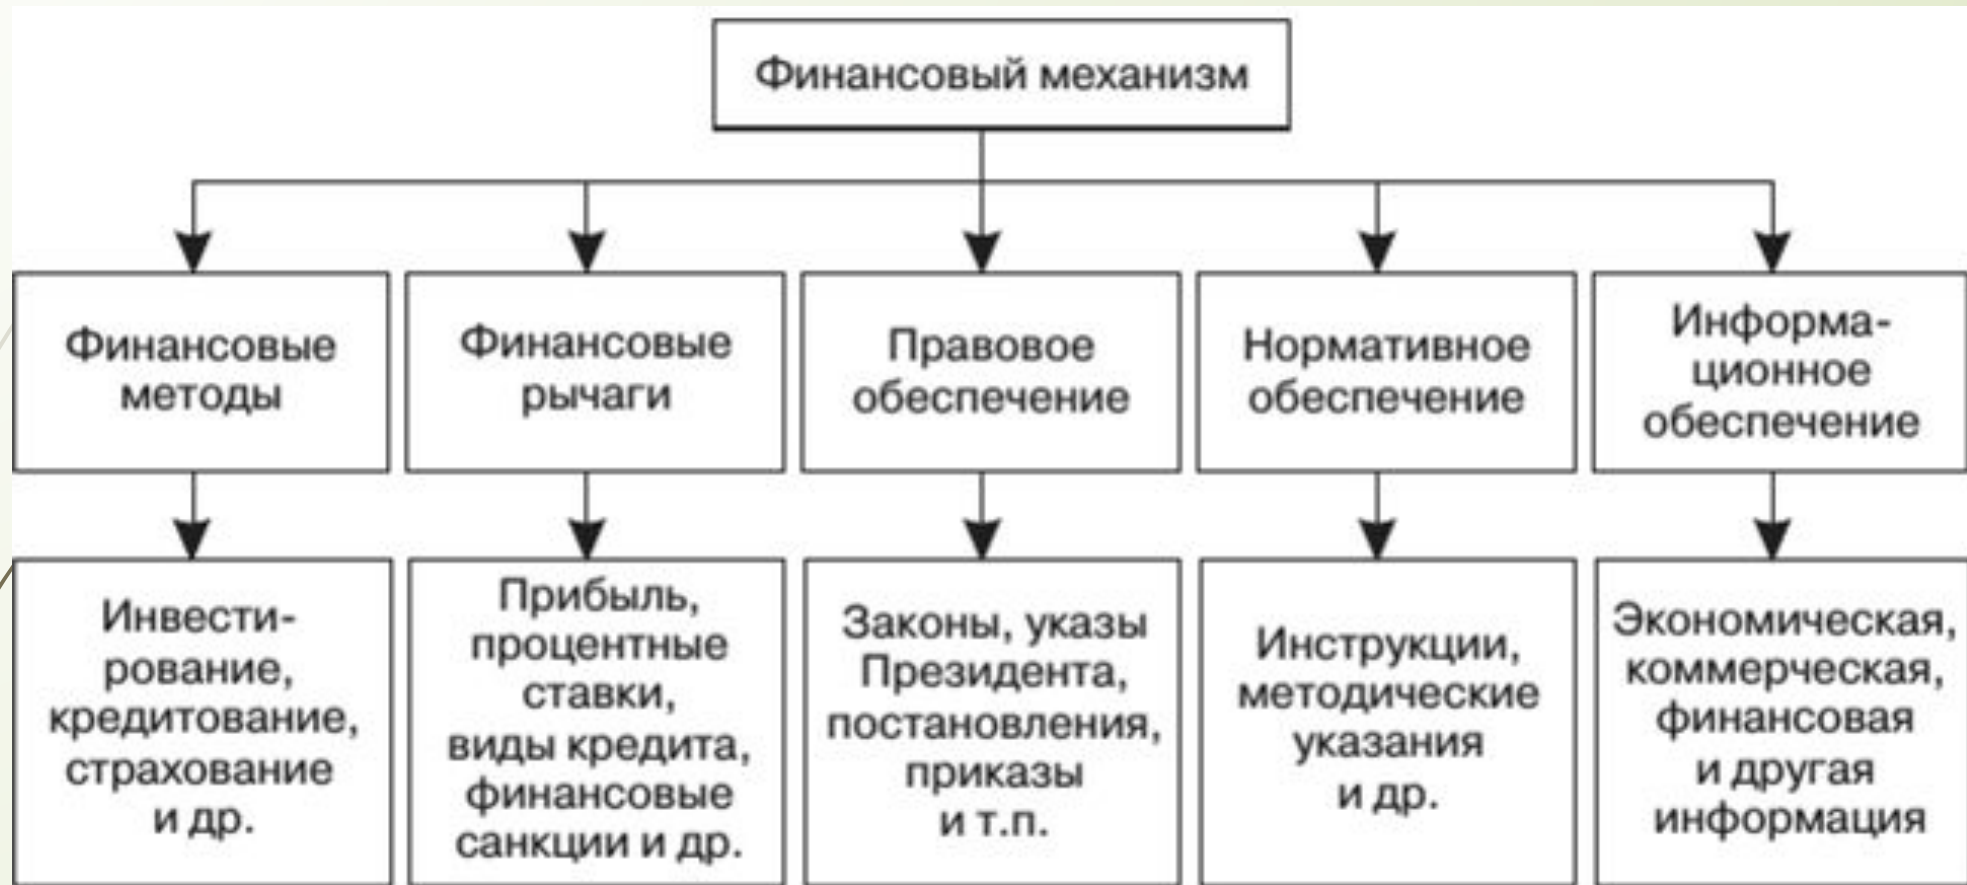 Финансовый механизм
Финансовые
методы
Финансовые
рычаги
Правовое
обеспечение
Нормативное
обеспечение
Информа-
ционное
обеспечение
Инвести-
рование,
кредитование,
страхование
и др.
Прибыль,
процентные
ставки,
виды кредита,
финансовые
санкции и др.
Законы, указы
Президента,
постановления,
приказы
и т.п.
Инструкции,
методические
указания
и др.
Экономическая,
коммерческая,
финансовая
и другая
информация